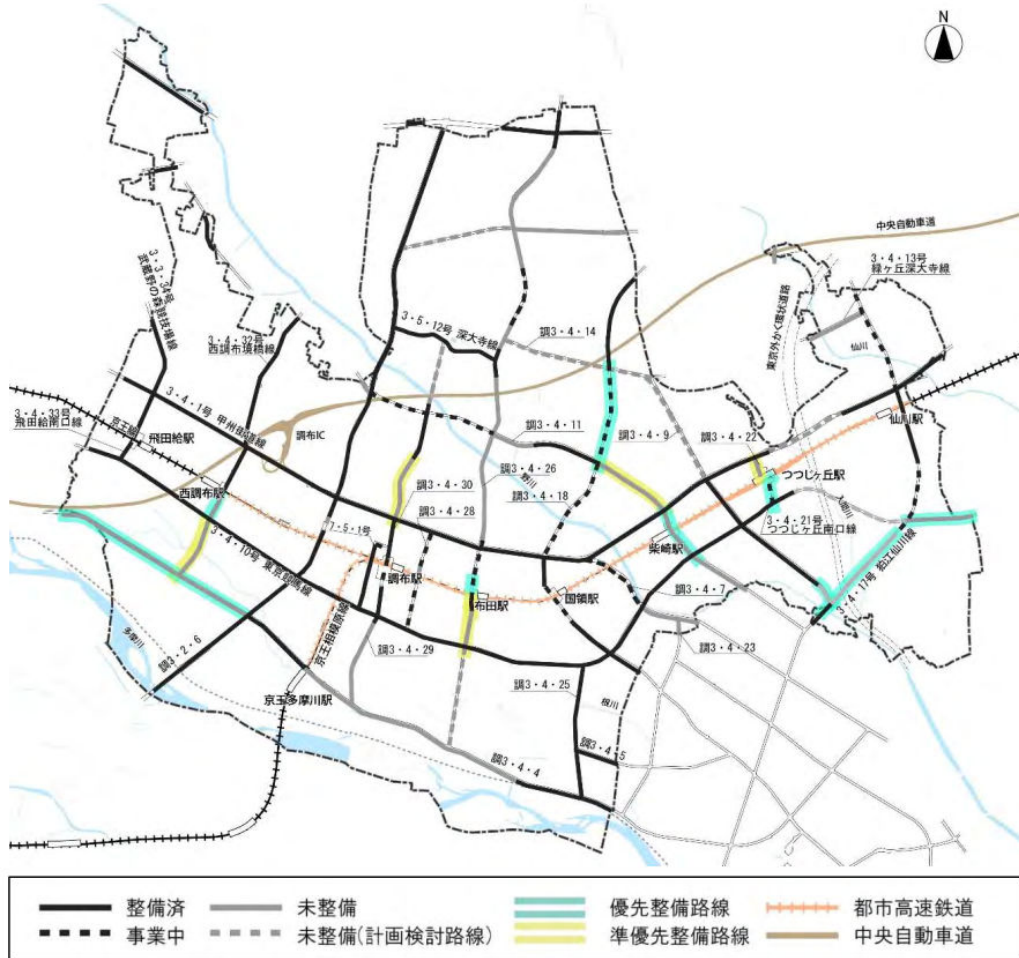 N
中央自動車道
3・4・13号
緑ヶ丘深大寺線
東京外かく環状道路
仙川
3・3・34号
武蔵野の森競技場線
3・4・32号
西調布境橋線
3・5・12号 深大寺線
調3・4・14
3・4・33号
飛田給南口線
京王線
飛田給駅
3・4・1号 甲州街道線
調布IC
調3・4・11
調3・4・9
調3・4・22
仙川駅
つつじヶ丘駅
西調布駅
調3・4・26
野川
調3・4・18
調3・4・30
調3・4・28
7・5・1号
3・4・21号
つつじヶ丘南口線
入間川
柴崎駅
3・4・10号 東京調布線
調布駅
布田駅
国領駅
調3・4・7
3・4・17号 狛江仙川線
多摩川
調3・2・6
京王相模原線
調3・4・29
調3・4・23
京王多摩川駅
調3・4・25
根川
調3・4・4
調3・4・5
整備済
未整備
優先整備路線
都市高速鉄道
事業中
未整備(計画検討路線)
準優先整備路線
中央自動車道